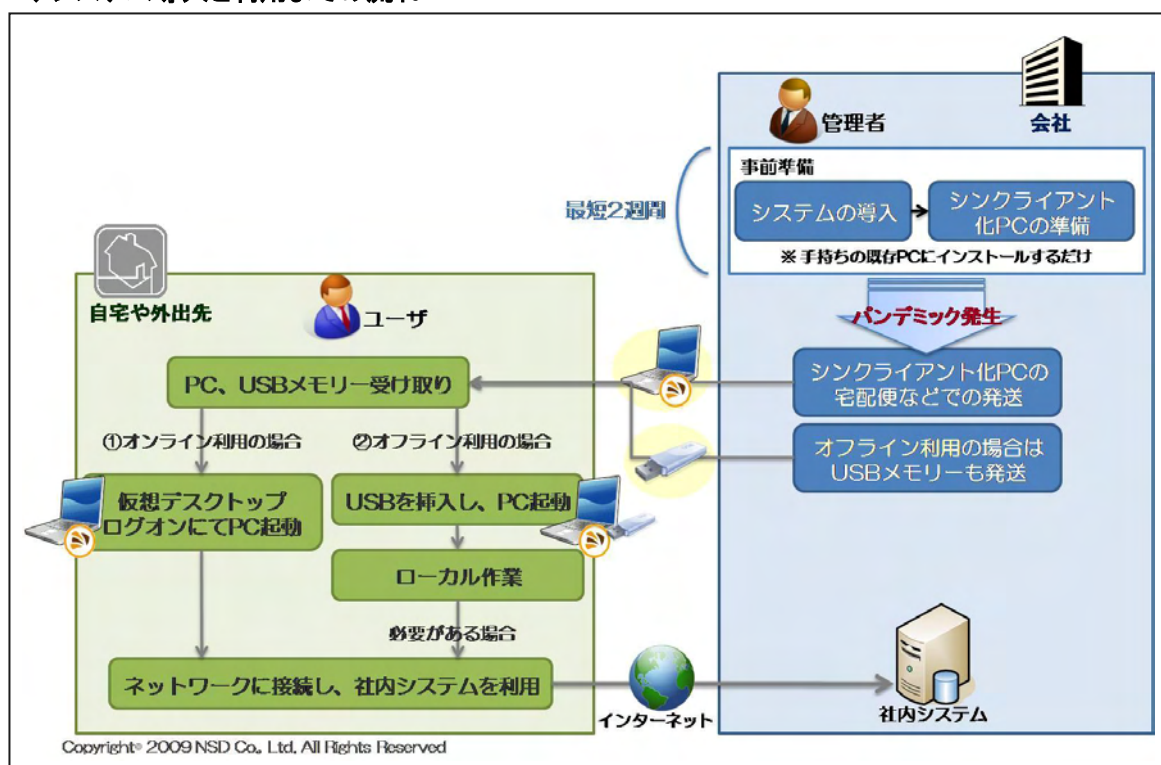 管理者
会社
事前準備
最短2週間
システムの導入
シンクライアント
化PCの準備
※ 手持ちの既存PCにインストールするだけ
自宅や外出先
ユーザ
パンデミック発生
PC、USBメモリー受け取り
シンクライアント化PCの
宅配便などでの発送
①オンライン利用の場合
②オフライン利用の場合
オフライン利用の場合は
USBメモリーも発送
仮想デスクトップ
ログオンにてPC起動
USBを挿入し、PC起動
ローカル作業
必要がある場合
ネットワークに接続し、社内システムを利用
インターネット
社内システム
Copyright© 2009 NSD Co., Ltd. All Rights Reserved